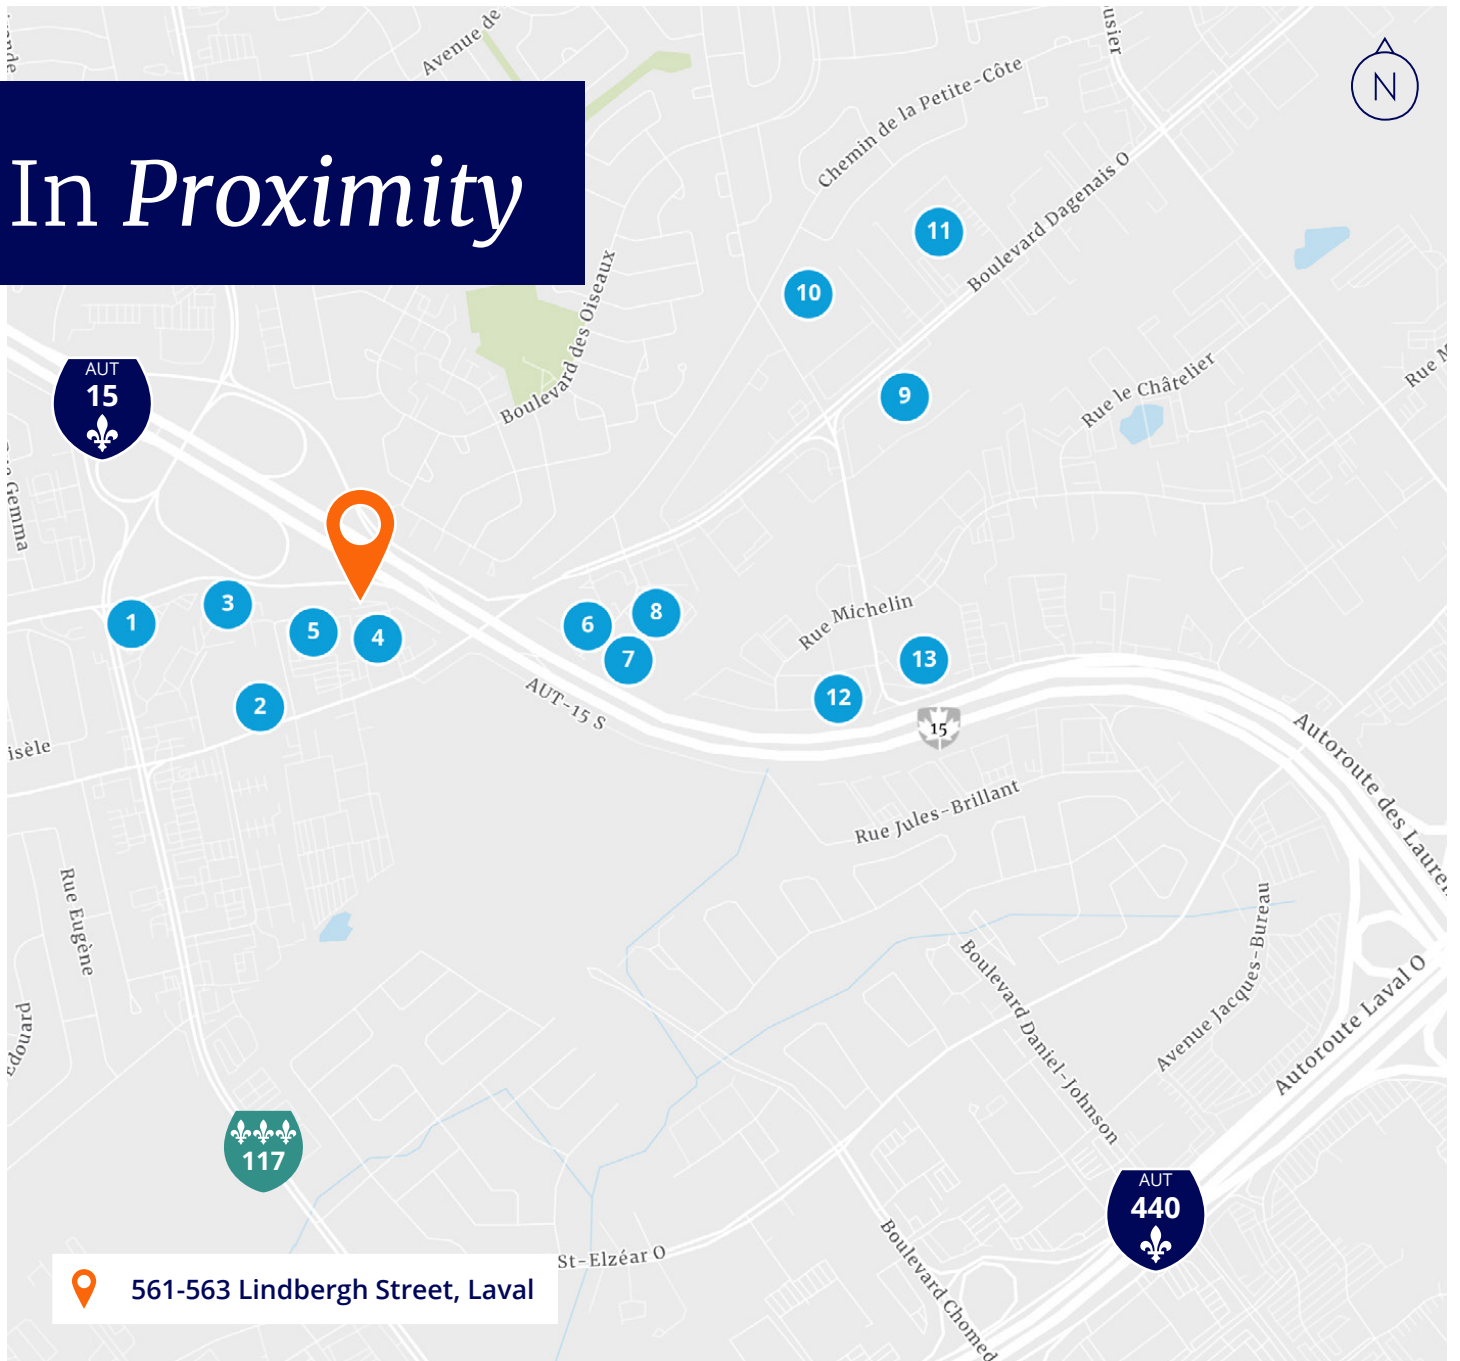 Avenue de
Chemin de la Petite-Côte
N
In Proximity
Boulevard Dagenais O
11
10
Boulevard des Oiseaux
AUT
15
9
Rue le Châtelier
Rue M
Gemma
1
3
5
4
6
8
7
Rue Michelin
13
12
2
AUT-15 S
15
isèle
Autoroute des Lauren
Rue Jules-Brillant
Rue Eugène
Boulevard Daniel-Johnson
Avenue Jacques-Bureau
Autoroute Laval O
Edouard
117
AUT
440
St-Elzéar O
Boulevard Chomed
561-563 Lindbergh Street, Laval